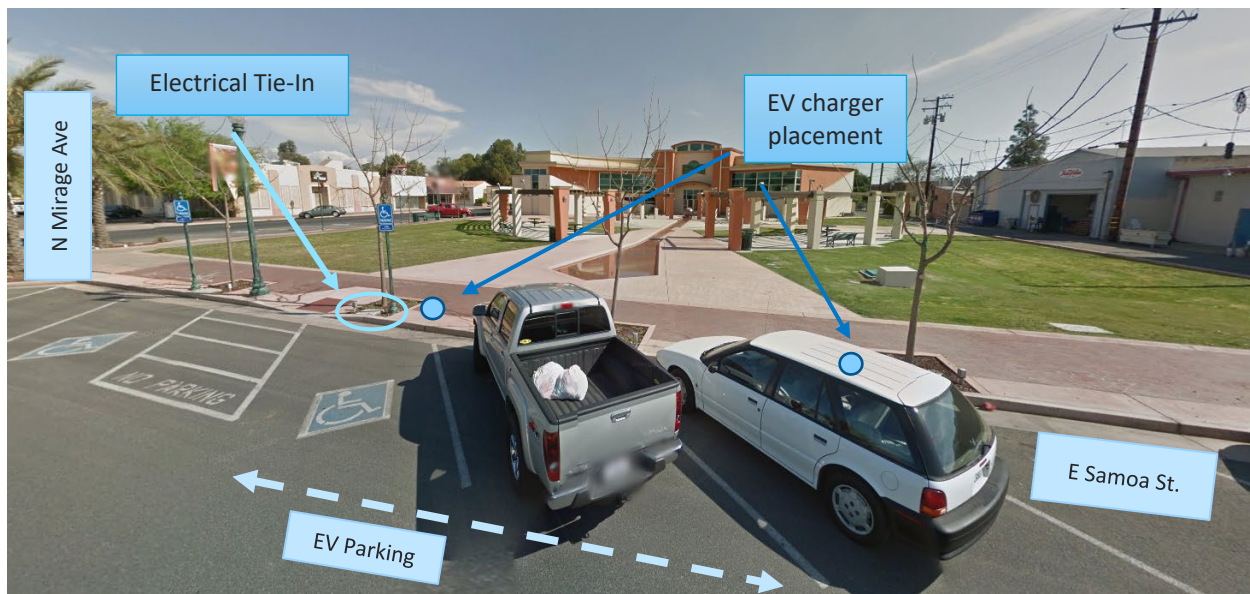 Electrical Tie-In
EV charger
placement
N Mirage Ave
NO PARKING
E Samoa St.
EV Parking